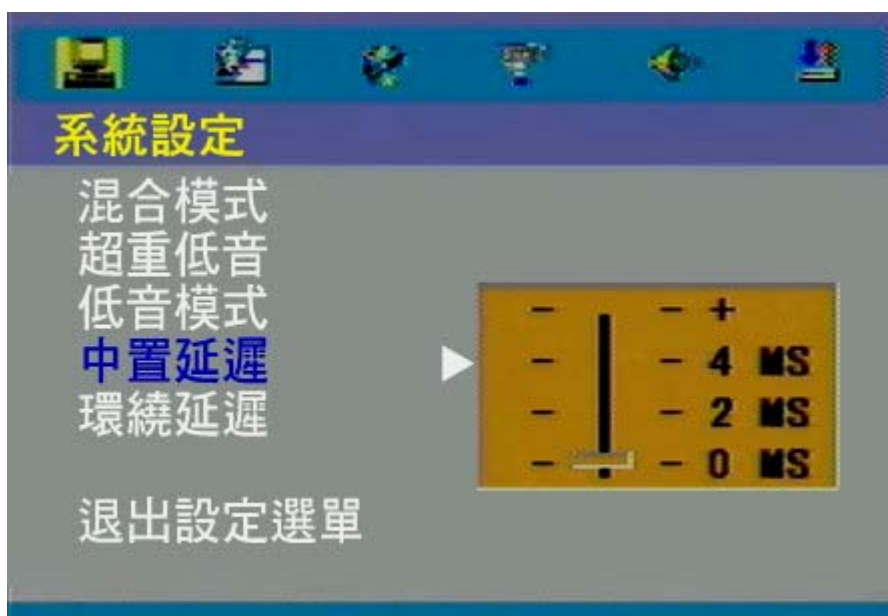 系統設定
混合模式
超重低音
低音模式
中置延遲
環繞延遲
退出設定選單
- - +
- - 4 MS
- - 2 MS
- - 0 MS